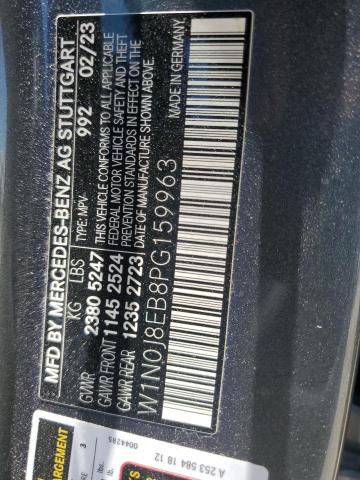 MFD BY MERCEDES-BENZ AG STUTTGART
KG LBS TYPE: MPV 992 02/23
GVWR 2380 5247 THIS VEHICLE CONFORMS TO ALL APPLICABLE
GAWR FRONT 1145 2524 FEDERAL MOTOR VEHICLE SAFETY AND THEFT
GAWR REAR 1235 2723 PREVENTION STANDARDS IN EFFECT ON THE
DATE OF MANUFACTURE SHOWN ABOVE.
W1N0J8EB8PG159963
MADE IN GERMANY.
0044285
A 253 584 18 12